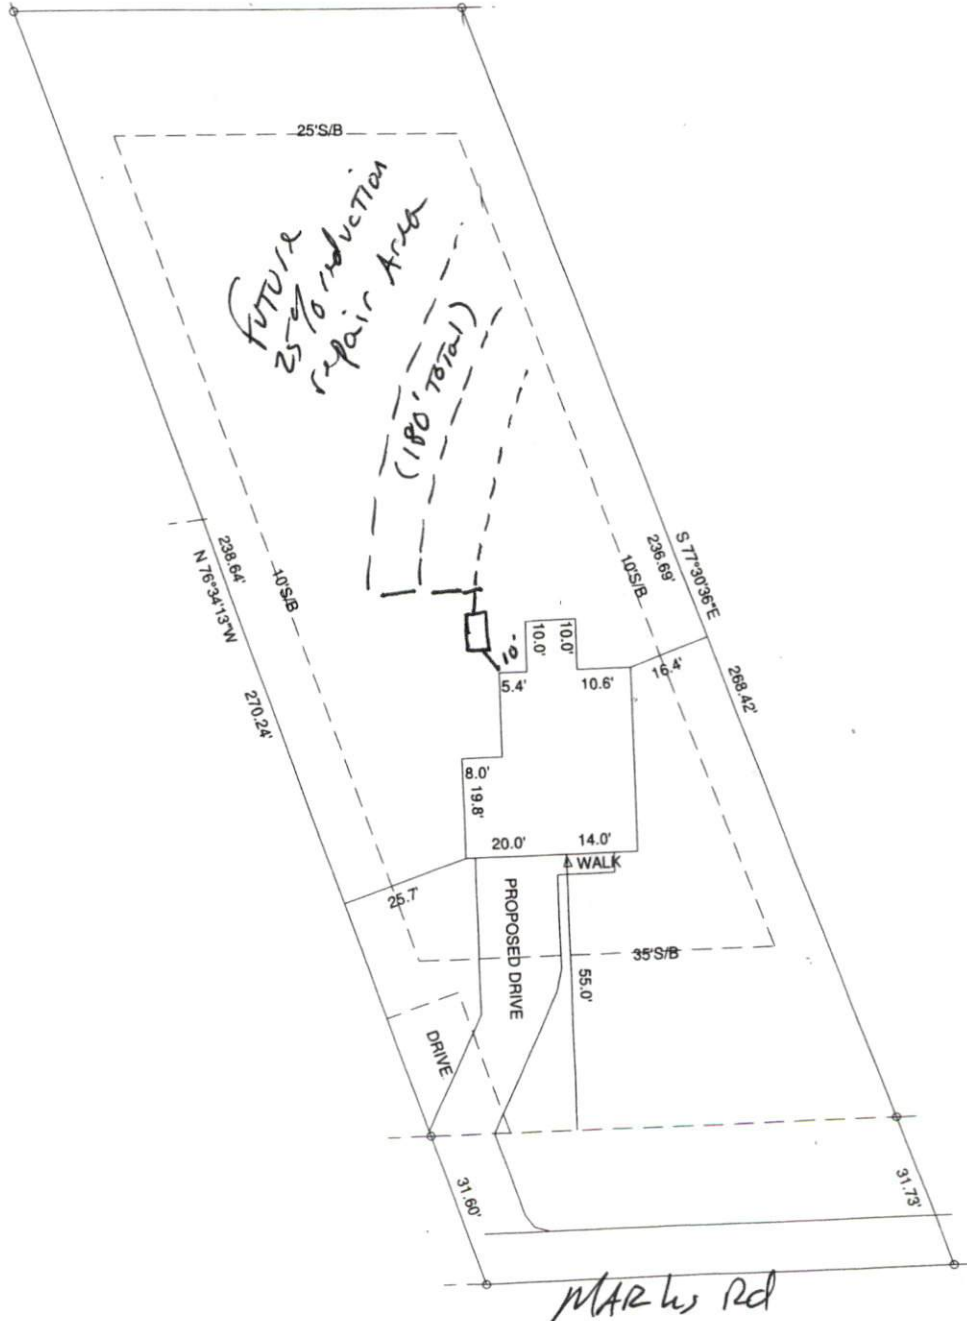 25'S/B
FUTURE
25% reduction
repair Area
(180' TOTAl)
S 77°30'36"E
236.69'
10'S/B
268.42'
238.64'
N 76°34'13"W
10'S/B
270.24'
10'
10.0'
10.0'
5.4'
10.6'
16.4'
8.0'
19.8'
20.0'
14.0'
WALK
25.7'
PROPOSED DRIVE
35'S/B
55.0'
DRIVE
31.60'
31.73'
MARks Rd